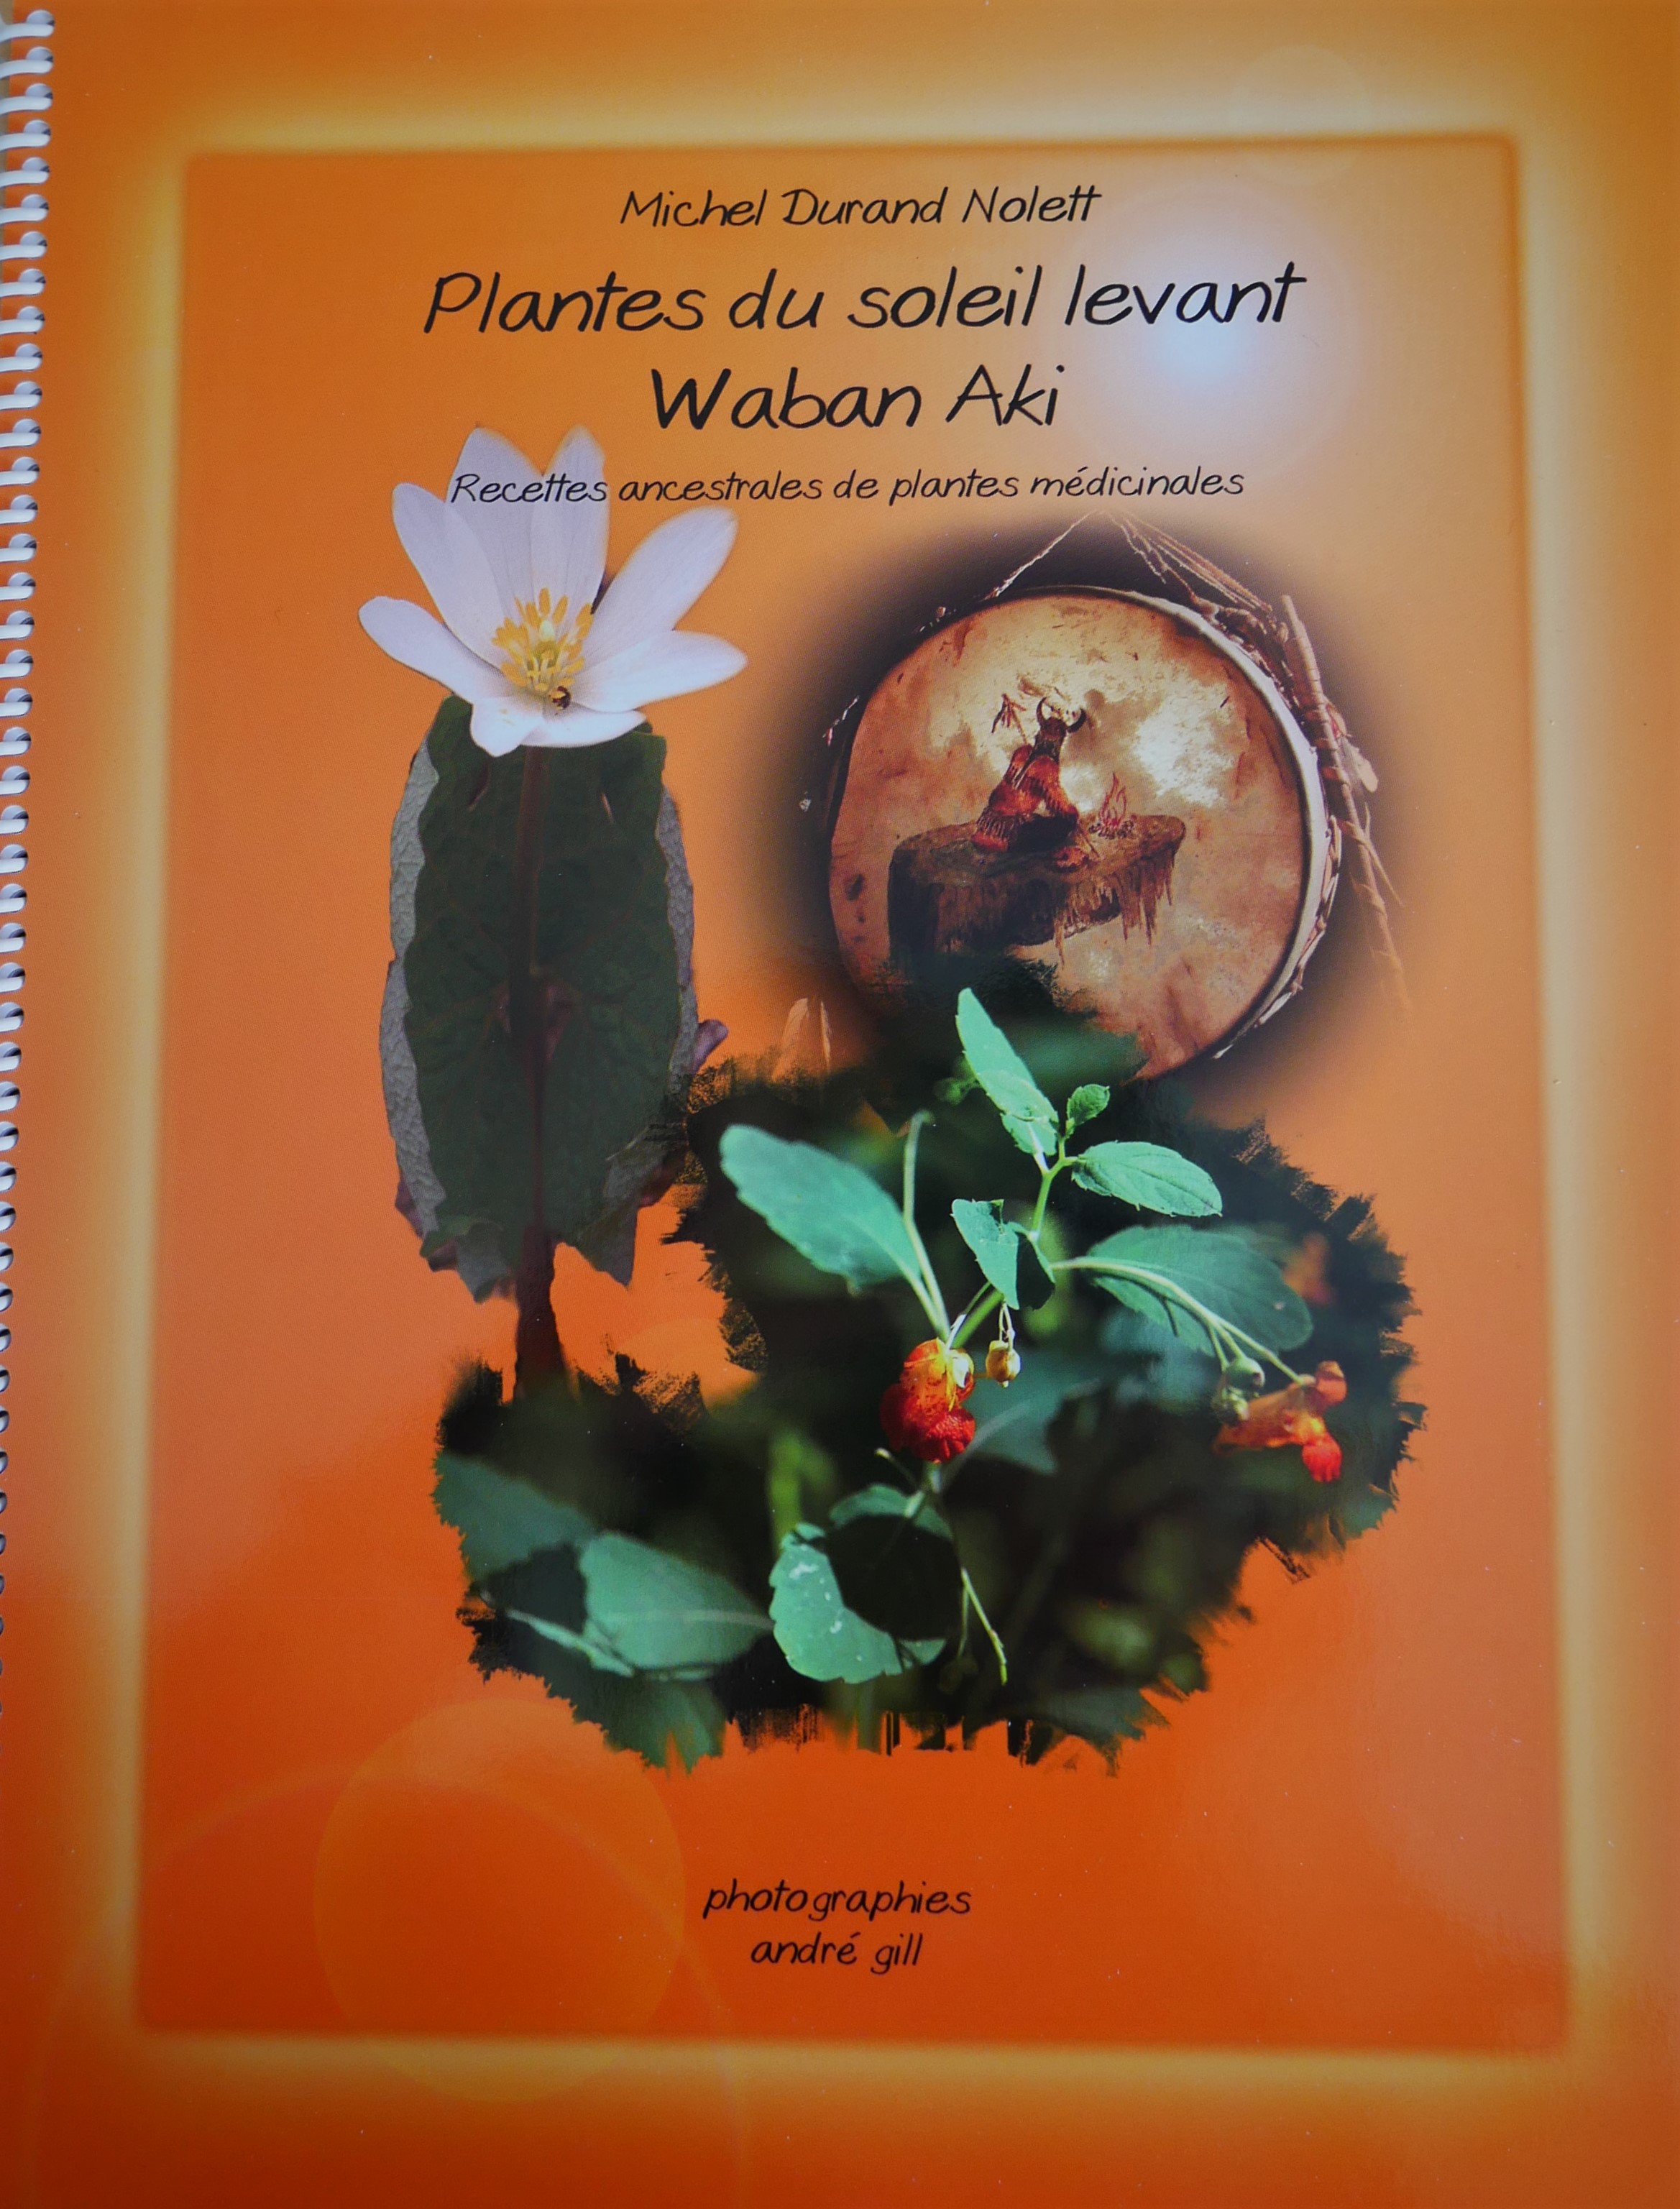 Michel Durand Nolett
Plantes du soleil levant
Waban Aki
Recettes ancestrales de plantes médicinales
photographies
andré gill